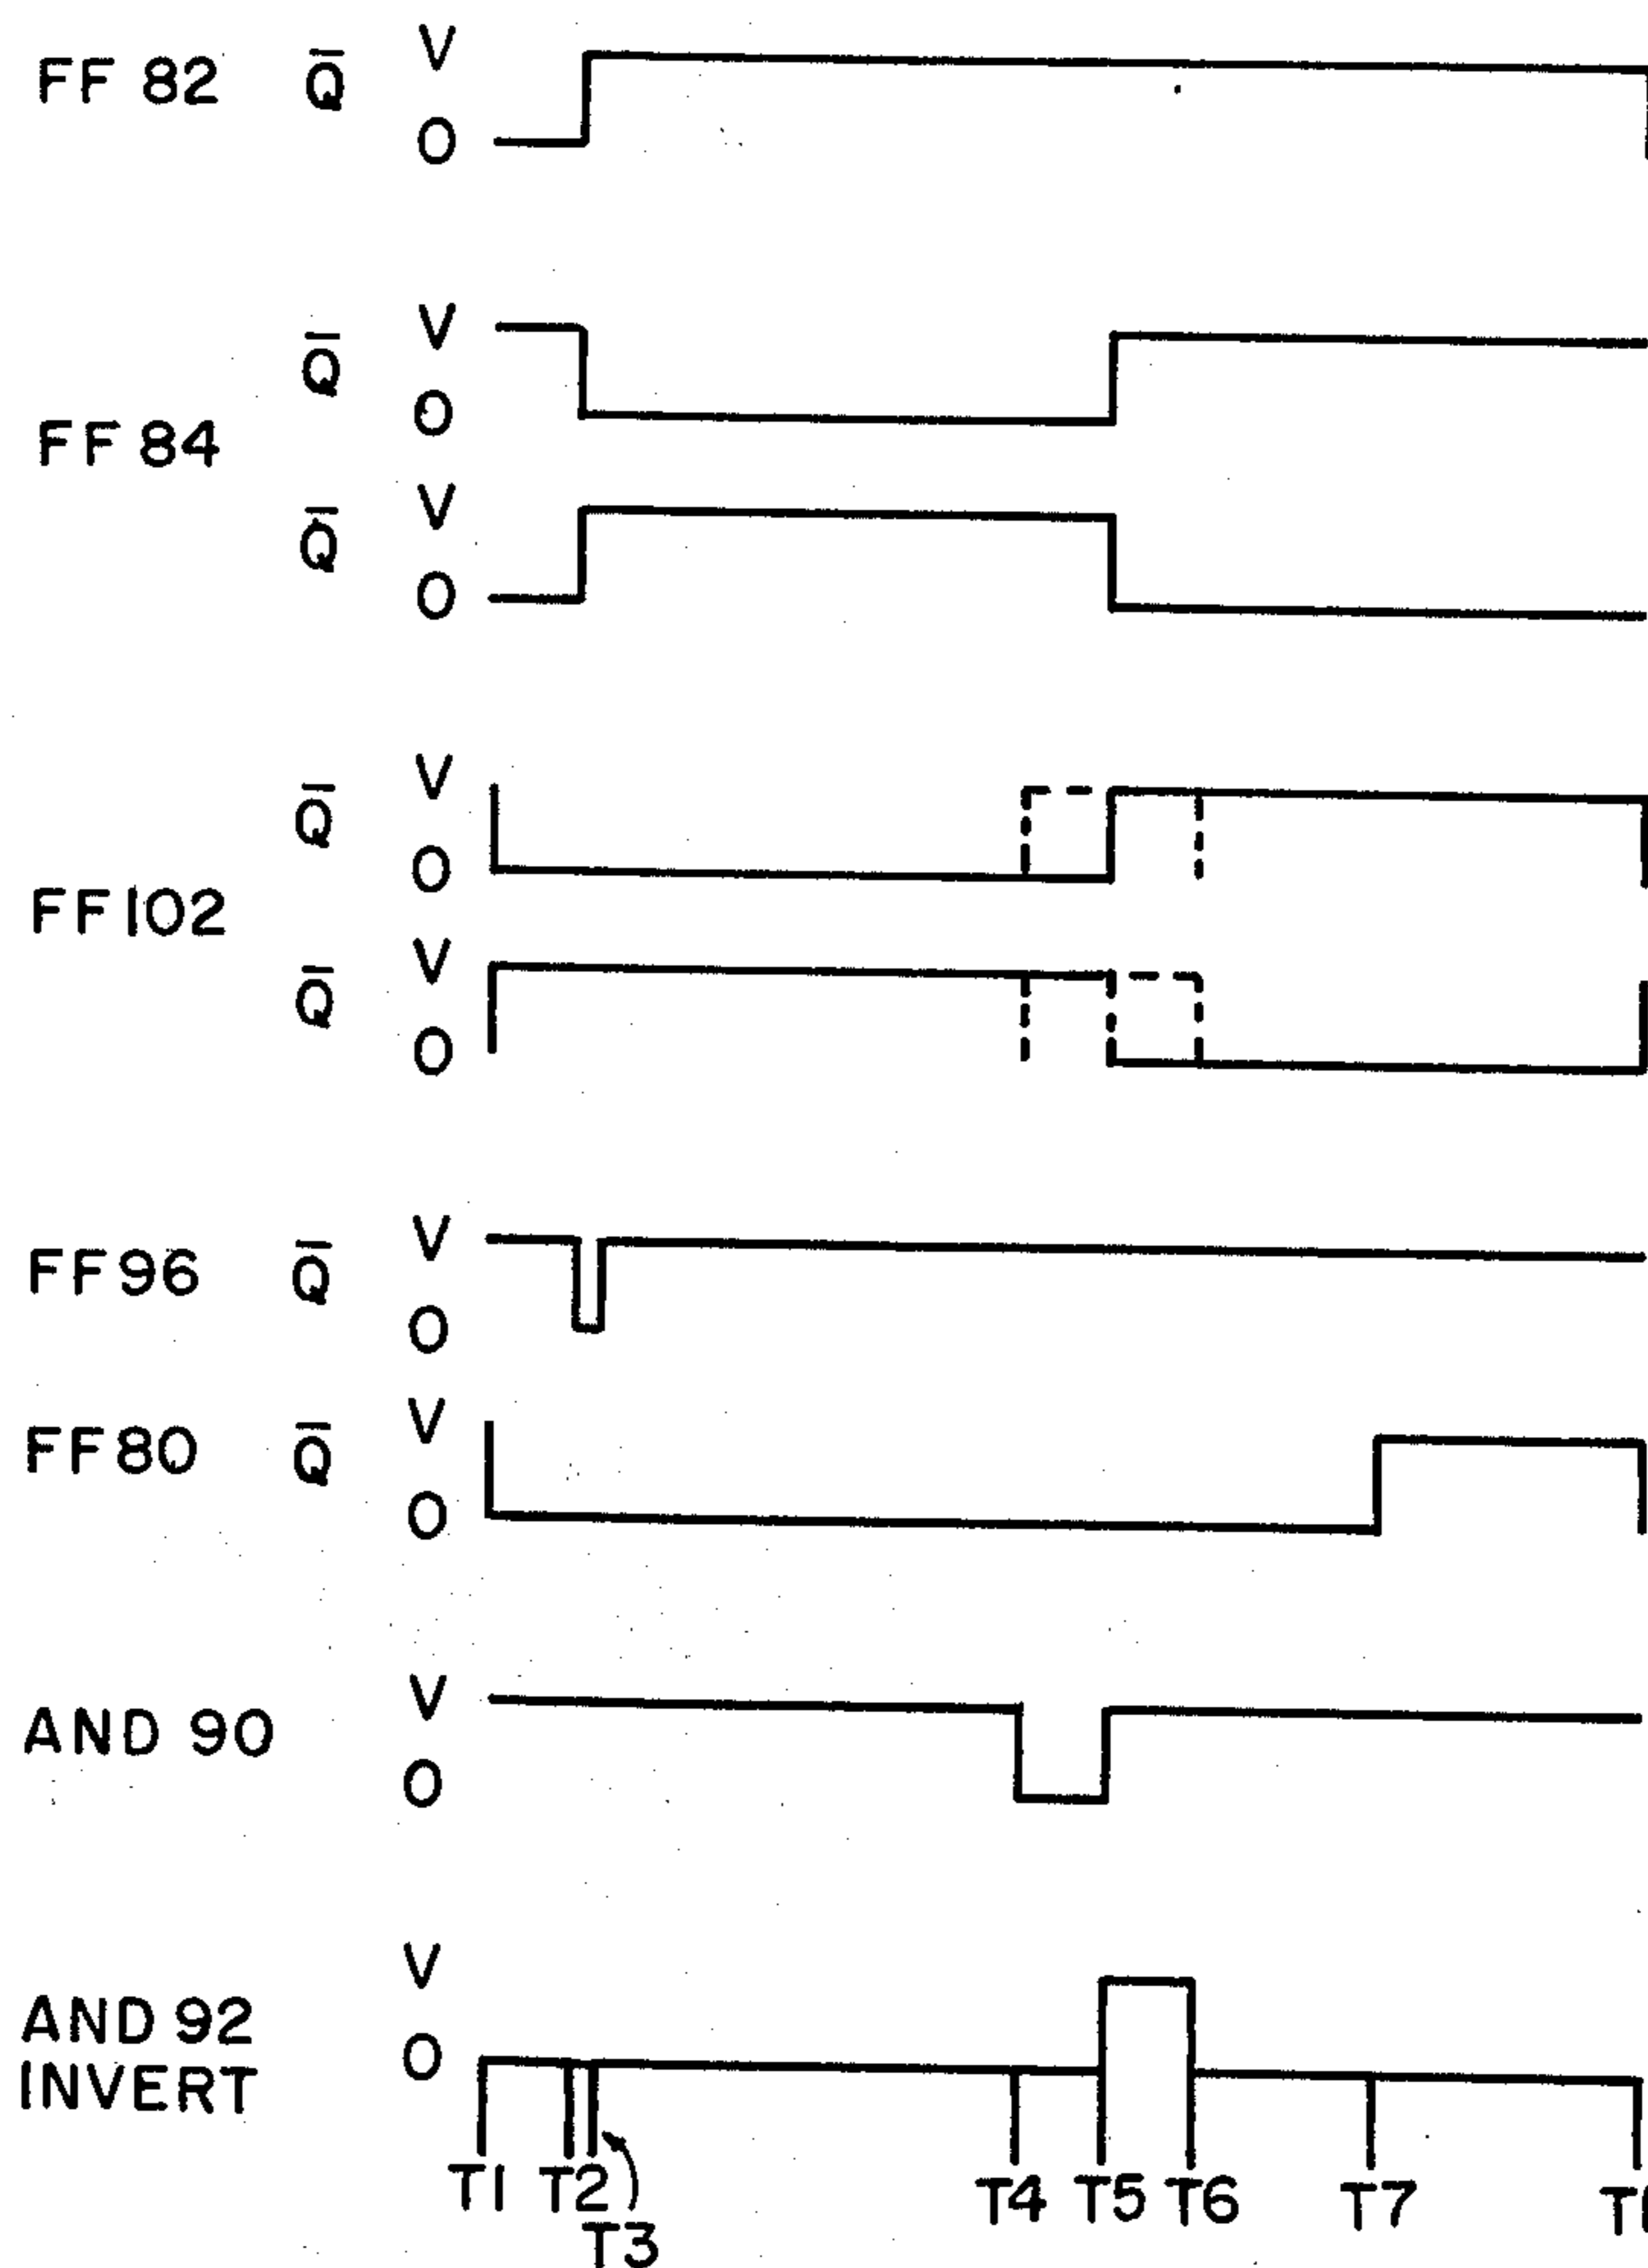 FF 82 Q̅ V
O
Q̅ V
O
FF 84
Q̅ V
O
Q̅ V
O
FF102
Q̅ V
O
FF96 Q̅ V
O
FF80 Q̅ V
O
AND 90 V
O
V
AND 92 O
INVERT
T1 T2 T4 T5 T6 T7
T3